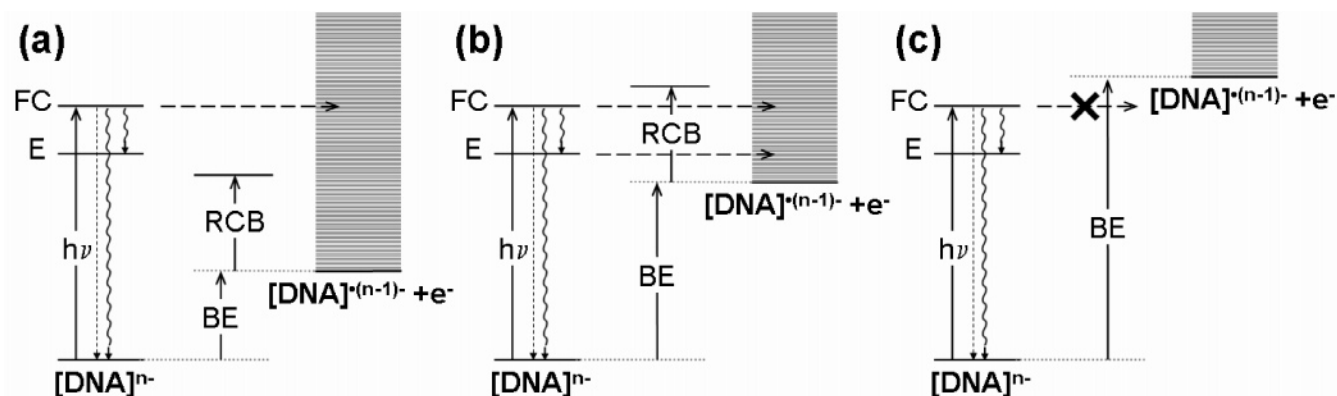 (a)
FC
E
hν
RCB
BE
[DNA]•(n-1)- +e-
[DNA]n-
(b)
FC
E
hν
RCB
BE
[DNA]•(n-1)- +e-
[DNA]n-
(c)
FC
E
hν
BE
[DNA]•(n-1)- +e-
[DNA]n-